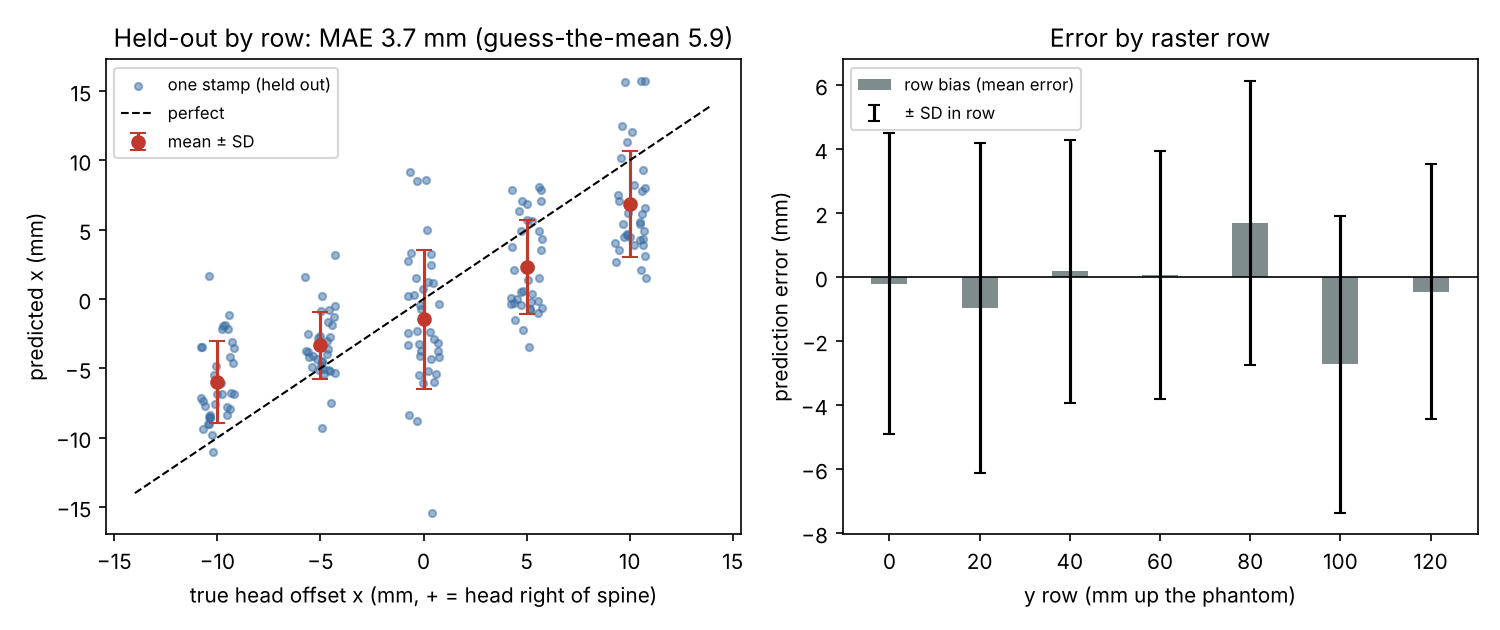 Held-out by row: MAE 3.7 mm (guess-the-mean 5.9)
one stamp (held out)
perfect
mean ± SD
15
10
5
0
−5
−10
−15
predicted x (mm)
−15
−10
−5
0
5
10
15
true head offset x (mm, + = head right of spine)
Error by raster row
row bias (mean error)
± SD in row
6
4
2
0
−2
−4
−6
−8
prediction error (mm)
0
20
40
60
80
100
120
y row (mm up the phantom)